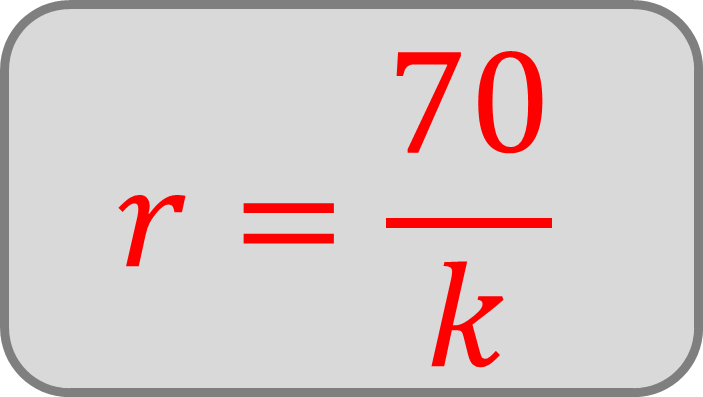 r = 70/k